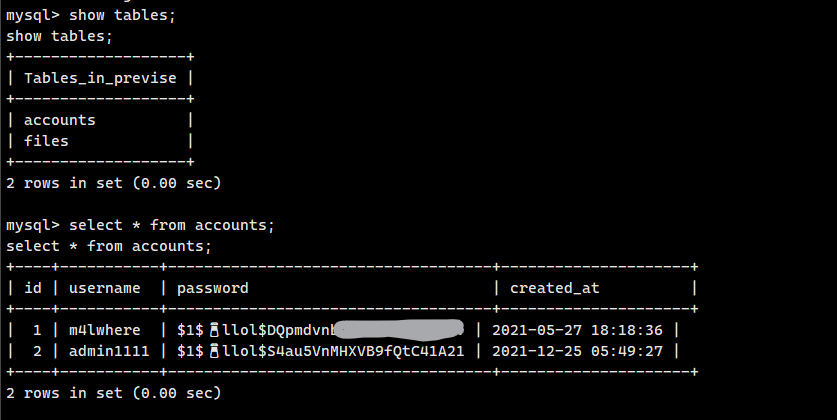 mysql> show tables;
show tables;
+-------------------+
| Tables_in_previse |
+-------------------+
| accounts          |
| files             |
+-------------------+
2 rows in set (0.00 sec)

mysql> select * from accounts;
select * from accounts;
+----+-----------+------------------------------------+---------------------+
| id | username  | password                           | created_at          |
+----+-----------+------------------------------------+---------------------+
|  1 | m4lwhere  | $1$🧂llol$DQpmdvnb | 2021-05-27 18:18:36 |
|  2 | admin1111 | $1$🧂llol$S4au5VnMHXVB9fQtC41A21 | 2021-12-25 05:49:27 |
+----+-----------+------------------------------------+---------------------+
2 rows in set (0.00 sec)